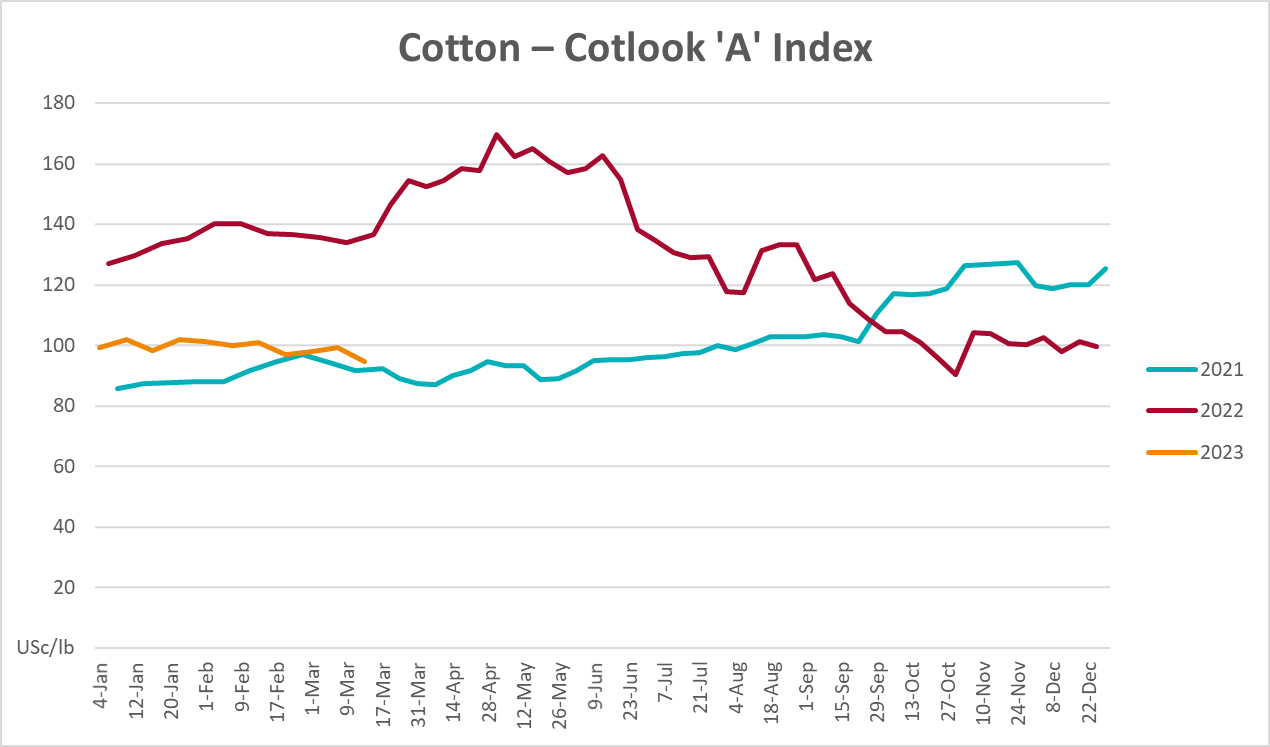 Cotton – Cotlook 'A' Index
180
160
140
120
100
80
60
40
20
USc/lb
4-Jan
12-Jan
20-Jan
1-Feb
9-Feb
17-Feb
1-Mar
9-Mar
17-Mar
31-Mar
14-Apr
28-Apr
12-May
26-May
9-Jun
23-Jun
7-Jul
21-Jul
4-Aug
18-Aug
1-Sep
15-Sep
29-Sep
13-Oct
27-Oct
10-Nov
24-Nov
8-Dec
22-Dec
2021
2022
2023